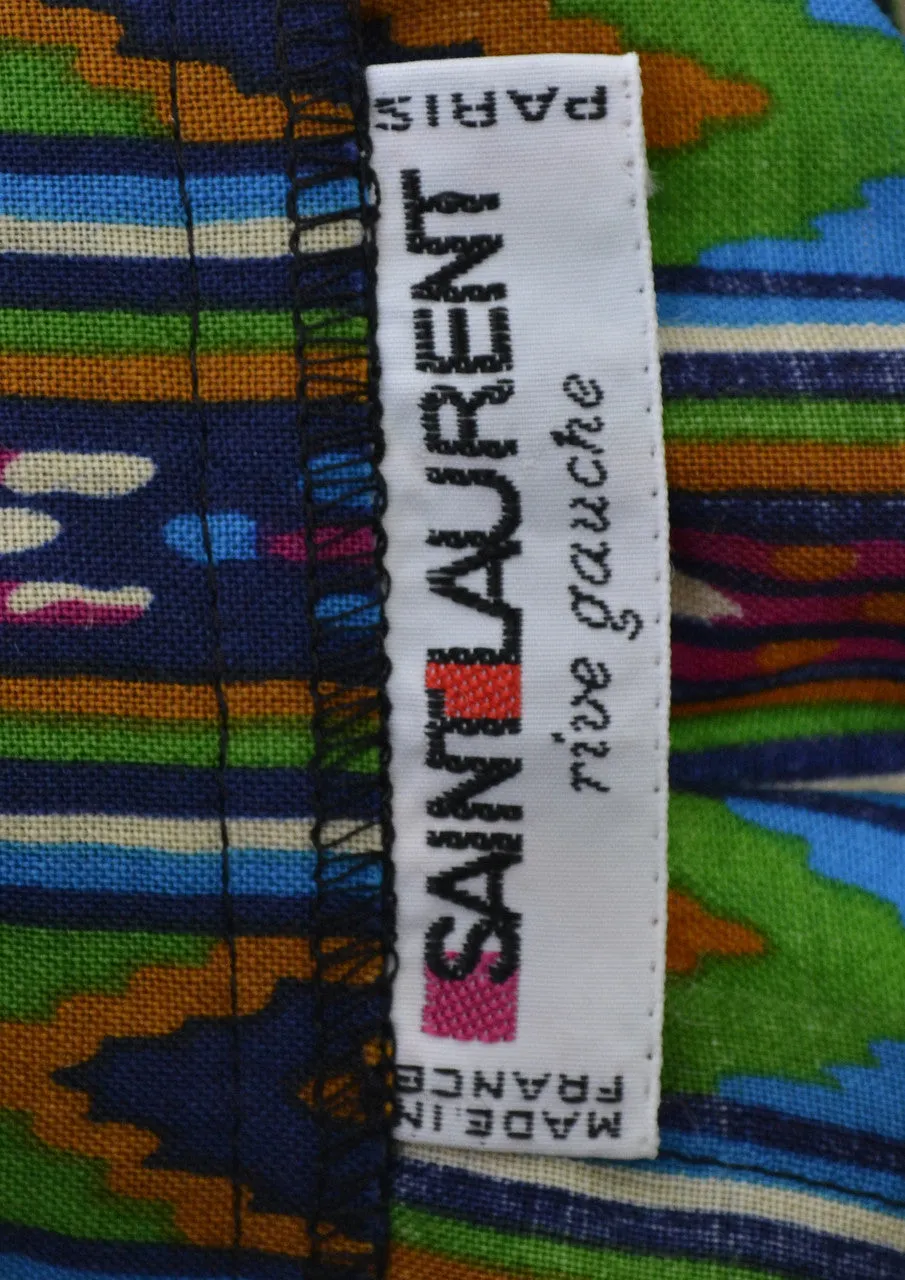 PARIS
SAINT LAURENT
rive gauche
MADE IN
FRANCE